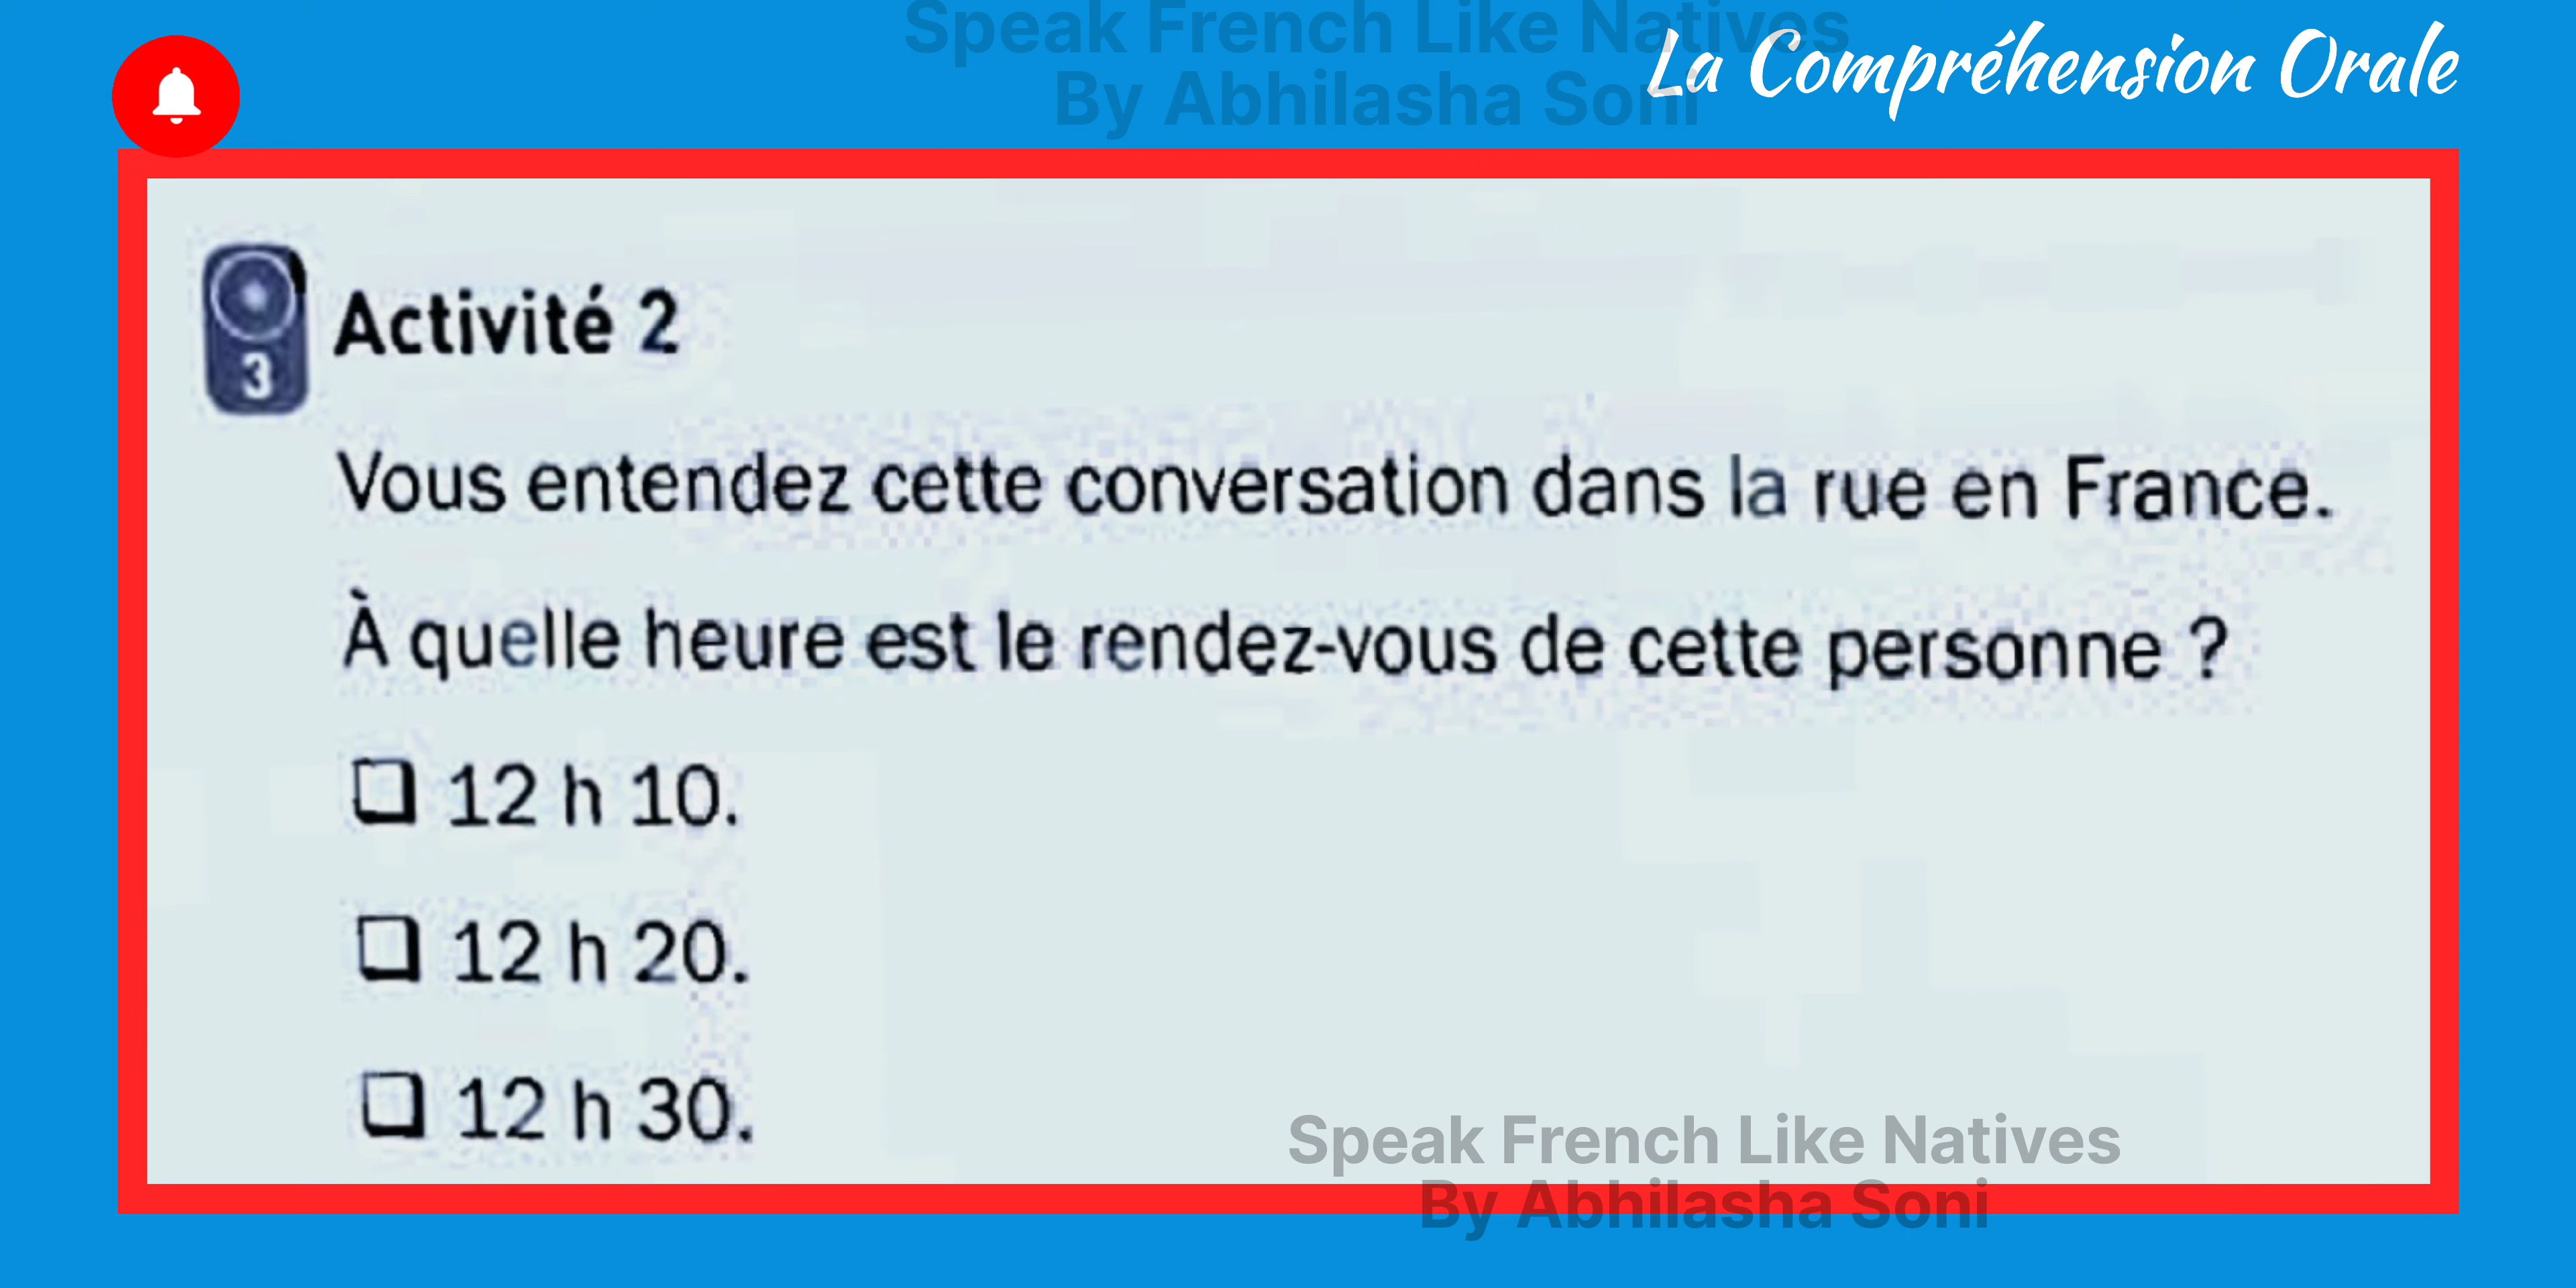 Speak French Like Natives
By Abhilasha Soni
La Compréhension Orale
3
Activité 2
Vous entendez cette conversation dans la rue en France.
À quelle heure est le rendez-vous de cette personne ?
❑ 12 h 10.
❑ 12 h 20.
❑ 12 h 30.
Speak French Like Natives
By Abhilasha Soni